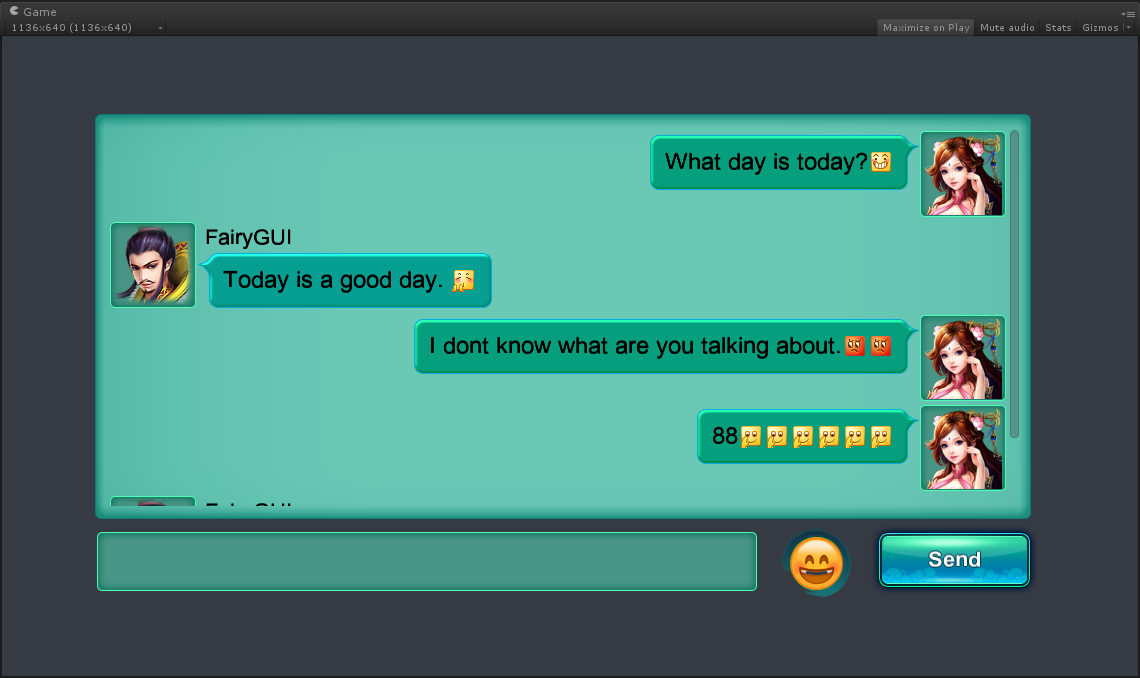 Game
1136x640 (1136x640)
Maximize on Play Mute audio Stats Gizmos
What day is today?
FairyGUI
Today is a good day.
I dont know what are you talking about.
88
Send